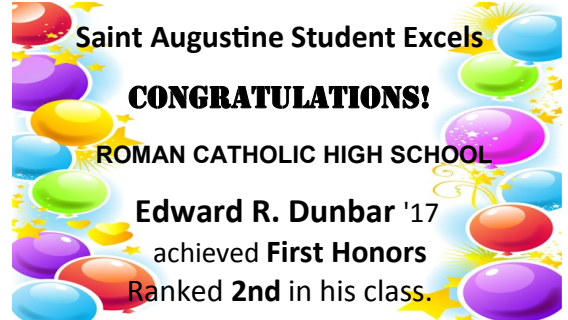 Saint Augustine Student Excels
CONGRATULATIONS!
ROMAN CATHOLIC HIGH SCHOOL
Edward R. Dunbar '17
achieved First Honors
Ranked 2nd in his class.